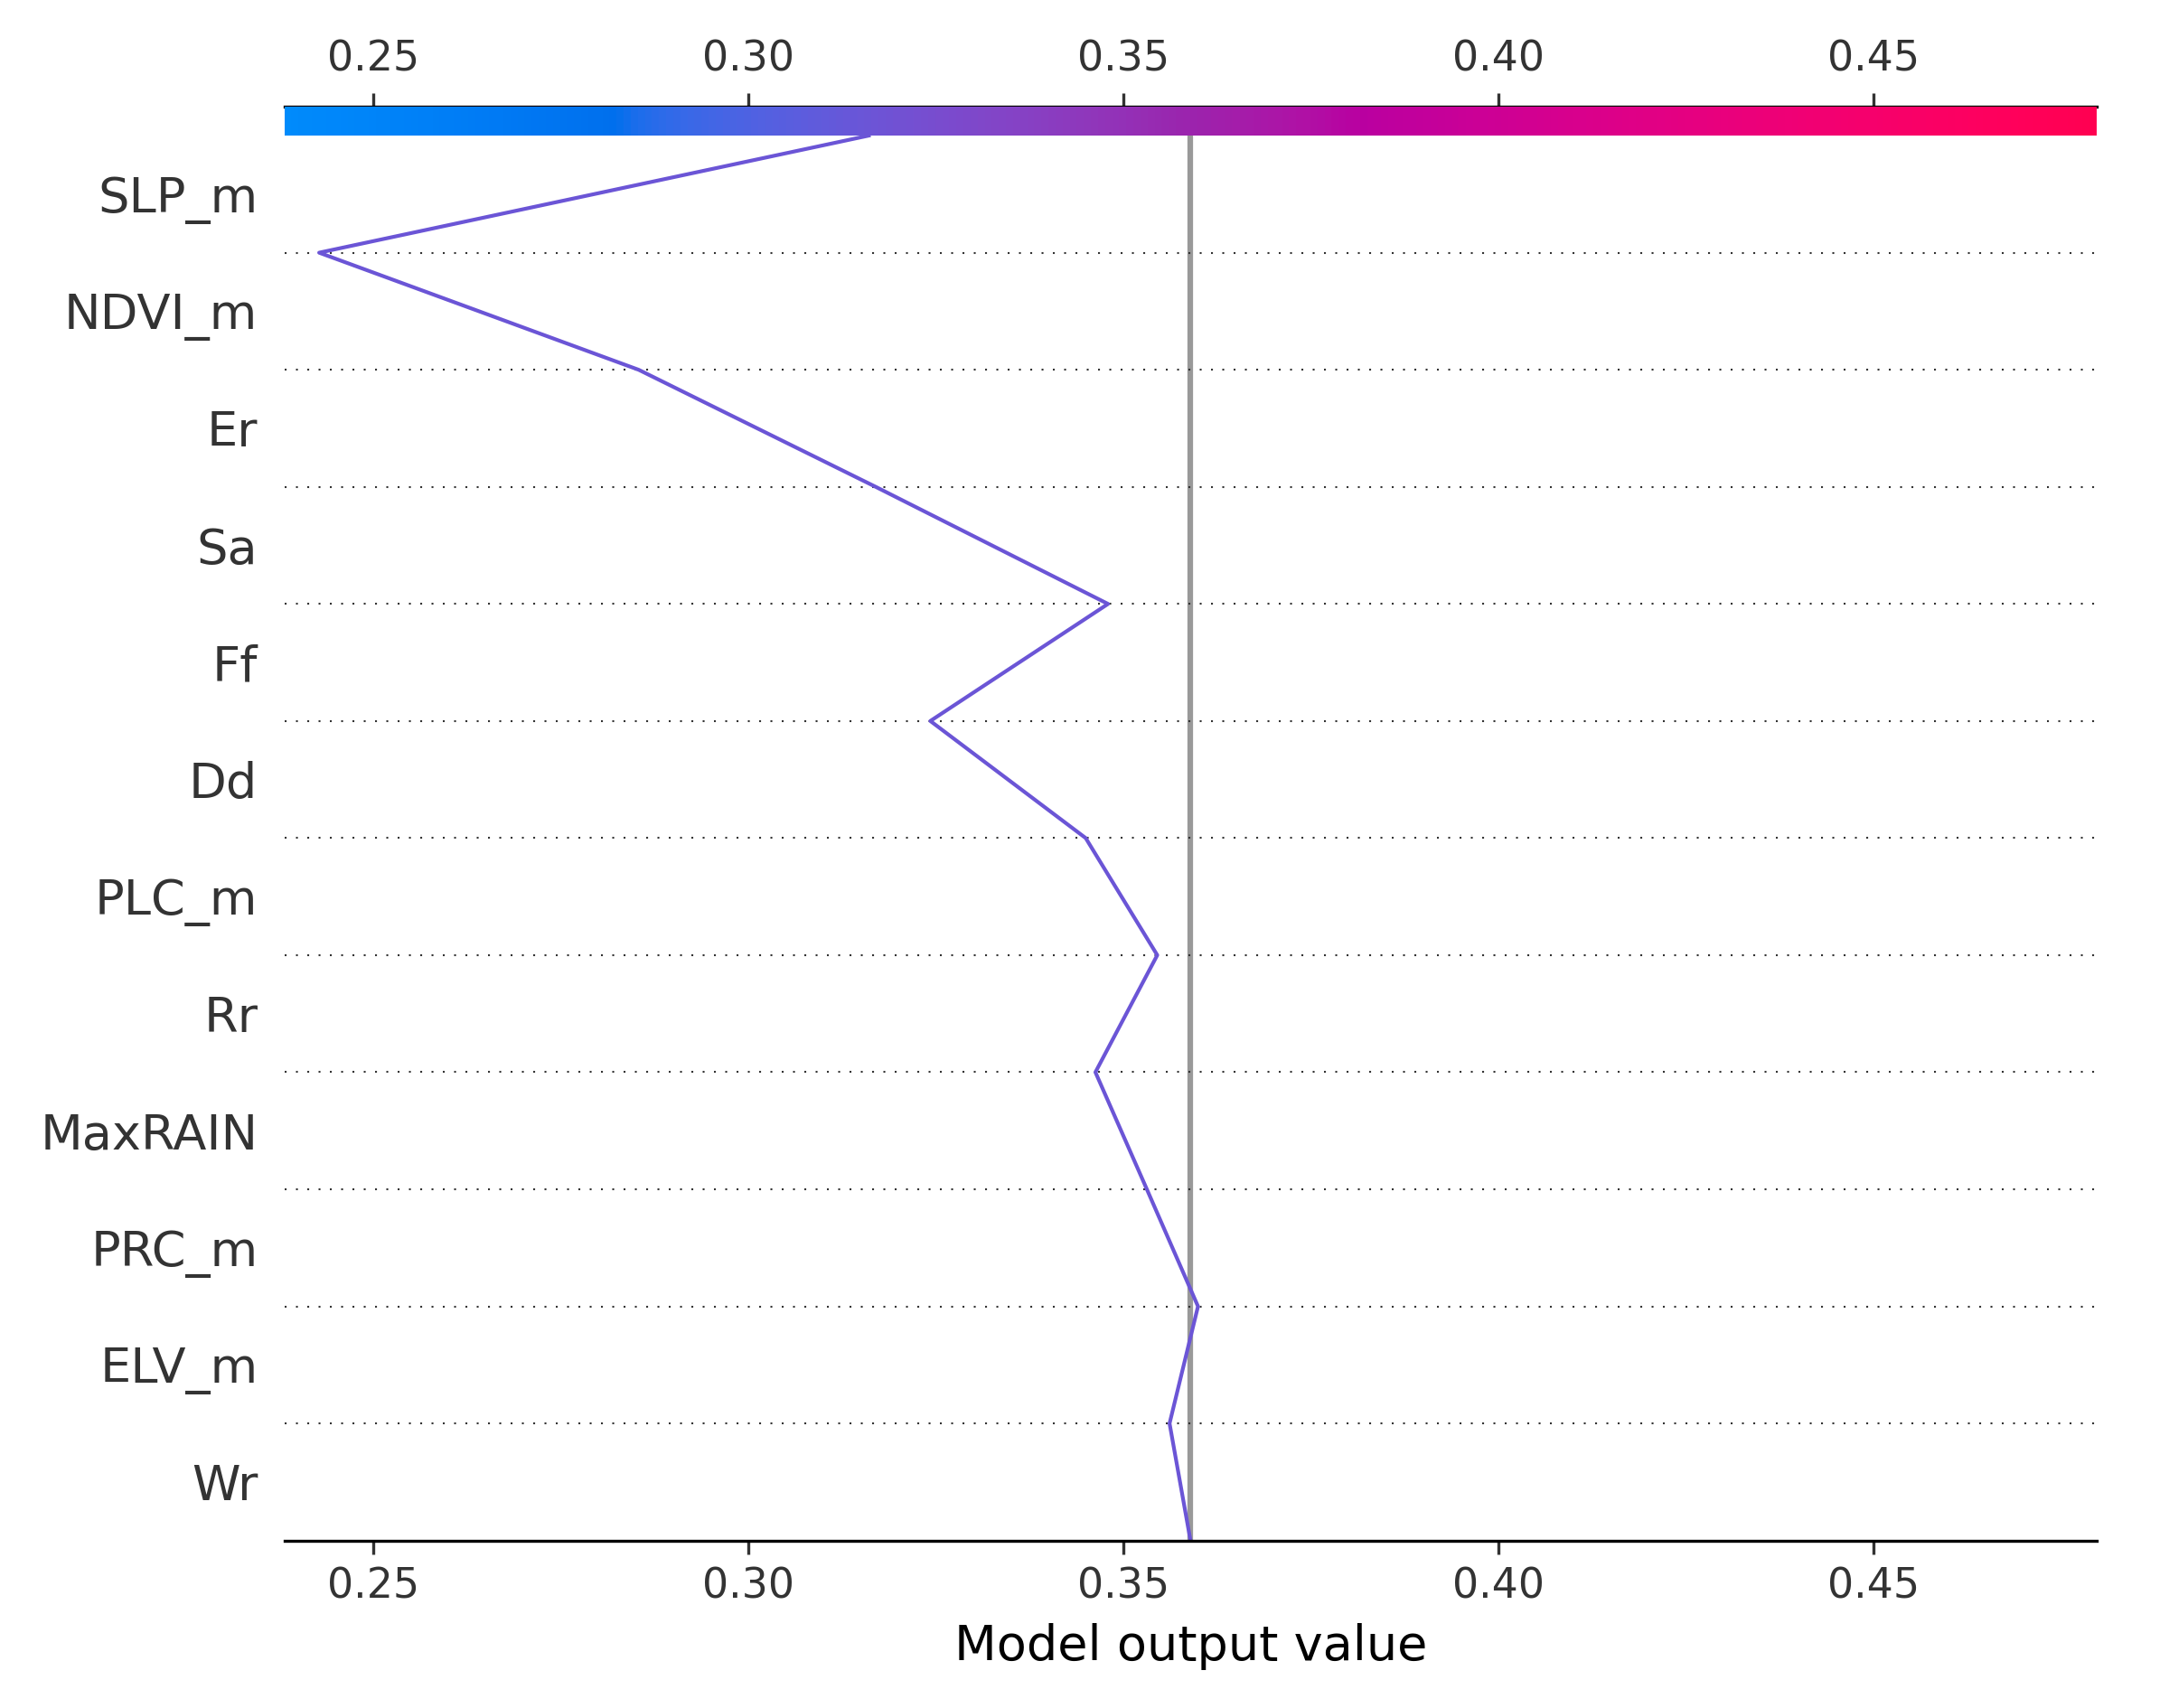 0.25 0.30 0.35 0.40 0.45
SLP_m
NDVI_m
Er
Sa
Ff
Dd
PLC_m
Rr
MaxRAIN
PRC_m
ELV_m
Wr
0.25 0.30 0.35 0.40 0.45
Model output value